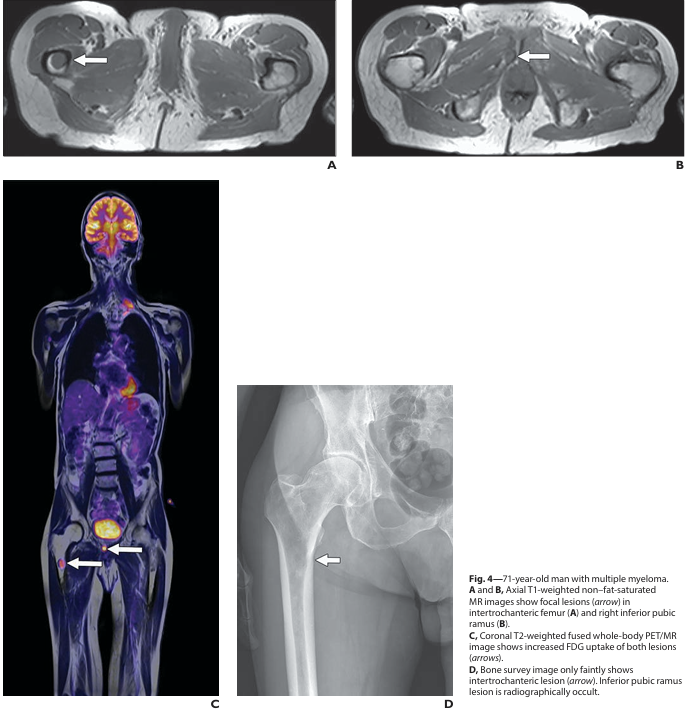 A
B
C
D
Fig. 4—71-year-old man with multiple myeloma.
A and B, Axial T1-weighted non–fat-saturated
MR images show focal lesions (arrow) in
intertrochanteric femur (A) and right inferior pubic
ramus (B).
C, Coronal T2-weighted fused whole-body PET/MR
image shows increased FDG uptake of both lesions
(arrows).
D, Bone survey image only faintly shows
intertrochanteric lesion (arrow). Inferior pubic ramus
lesion is radiographically occult.